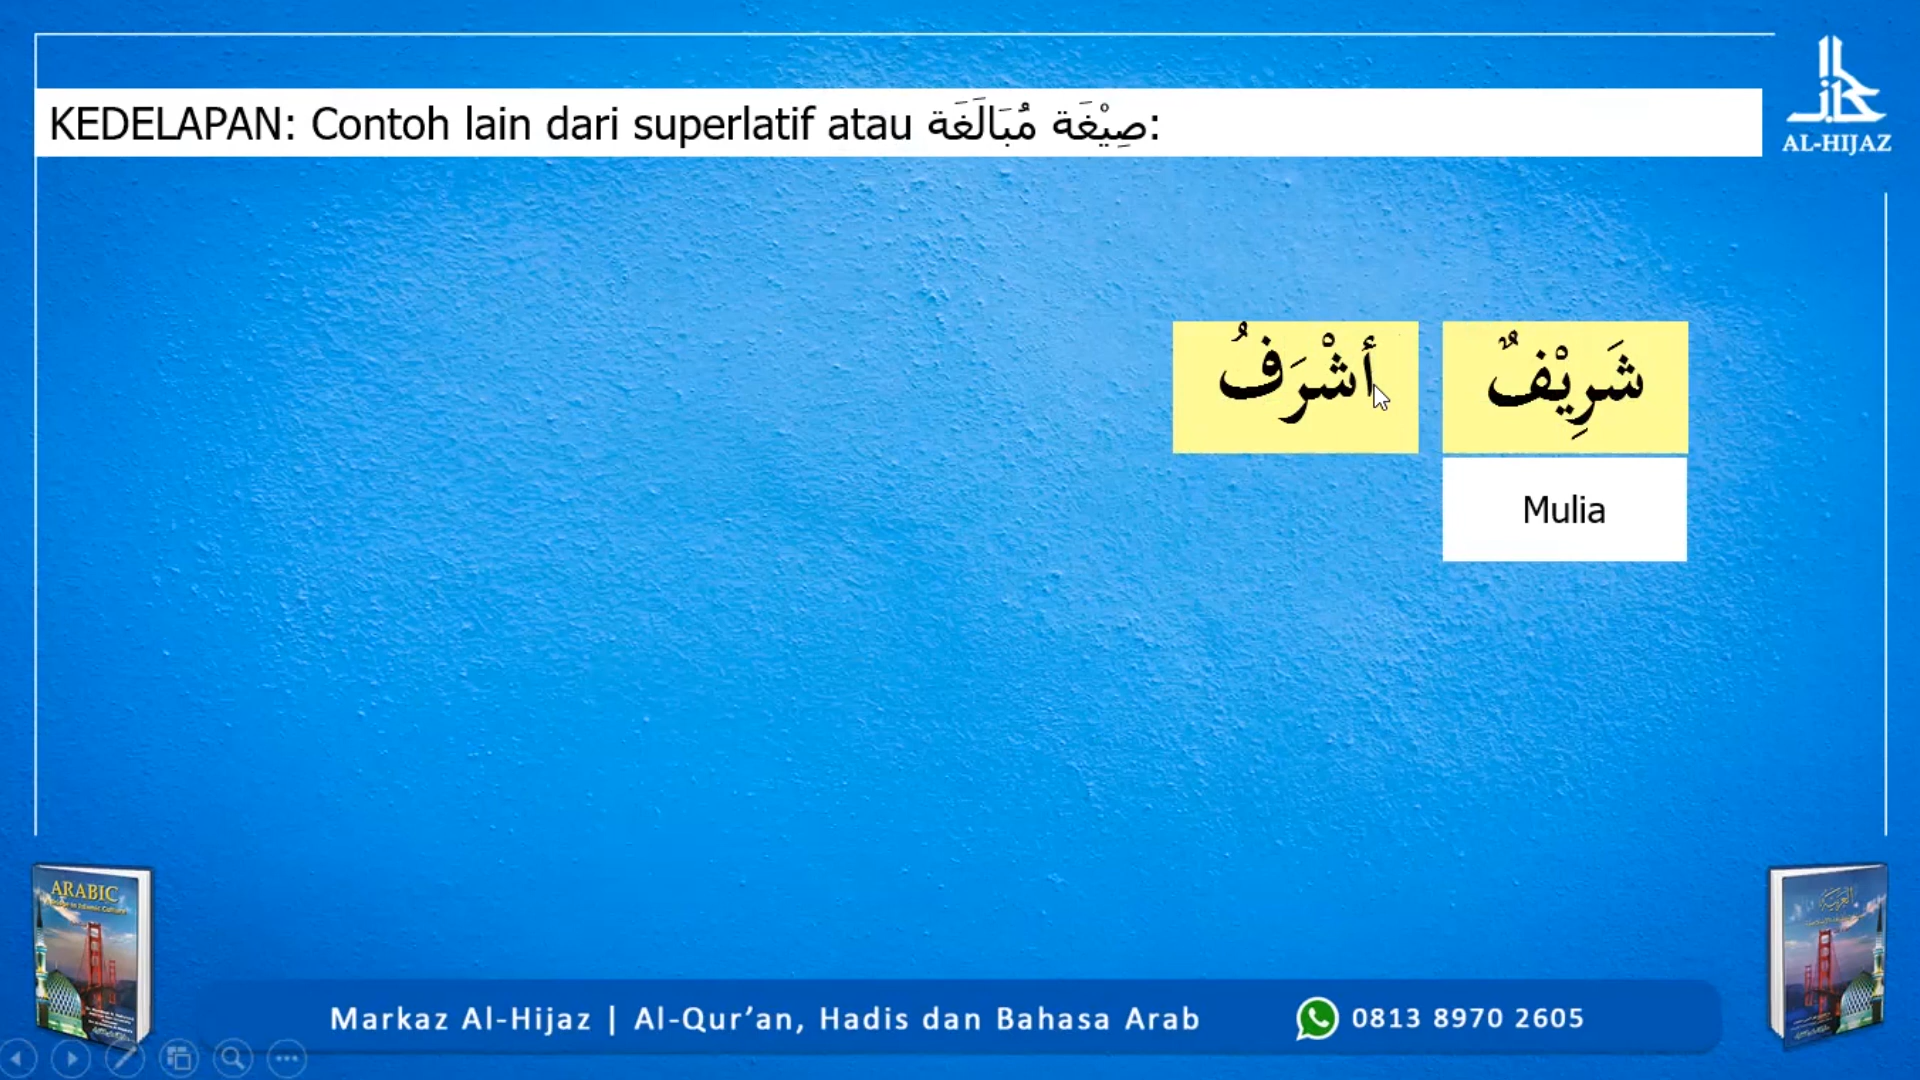 KEDELAPAN: Contoh lain dari superlatif atau صِيْغَة مُبَالَغَة:
AL-HIJAZ
شَرِيْفٌ
أَشْرَفُ
Mulia
ARABIC
Markaz Al-Hijaz | Al-Qur’an, Hadis dan Bahasa Arab
0813 8970 2605